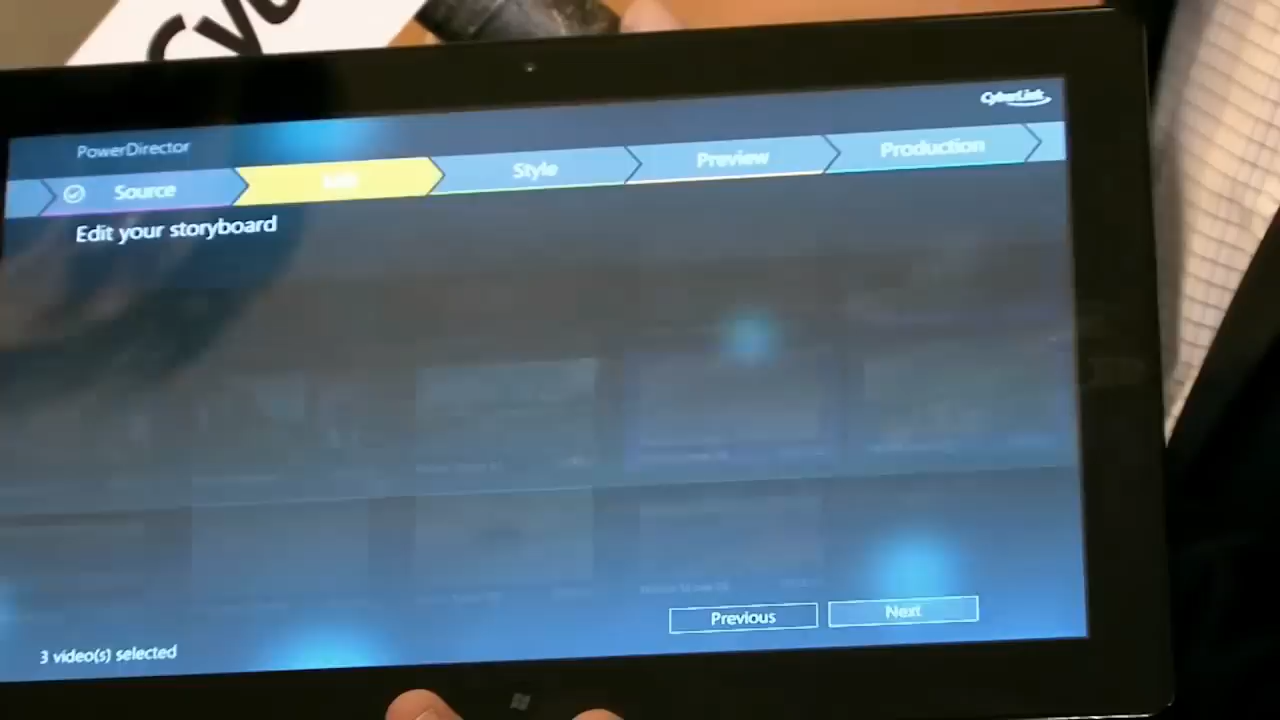 CyberLink
PowerDirector
Source
Style
Preview
Production
Edit your storyboard
Previous
Next
3 video(s) selected